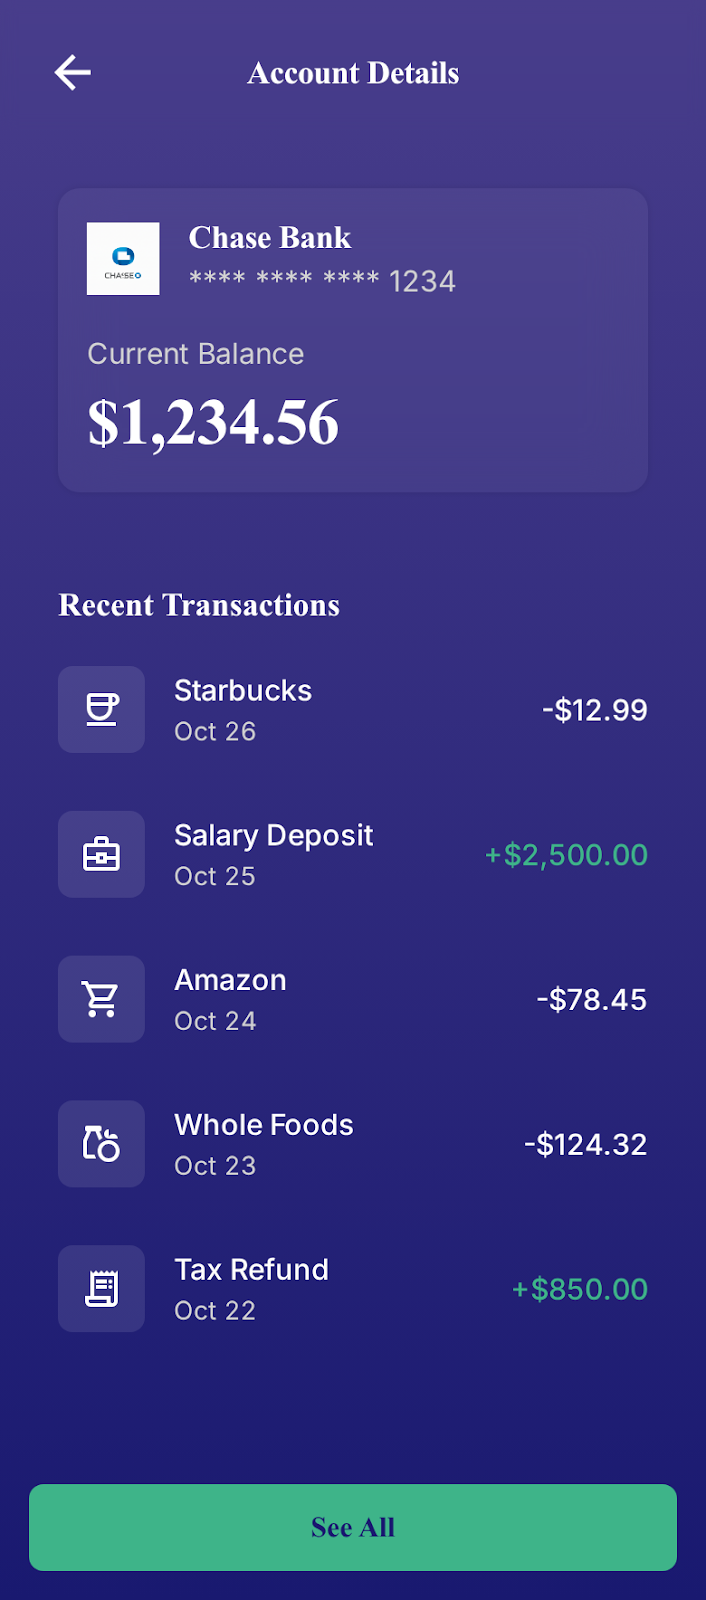 Account Details
CHASE
Chase Bank
**** **** **** 1234
Current Balance
$1,234.56
Recent Transactions
Starbucks
Oct 26
-$12.99
Salary Deposit
Oct 25
+$2,500.00
Amazon
Oct 24
-$78.45
Whole Foods
Oct 23
-$124.32
Tax Refund
Oct 22
+$850.00
See All